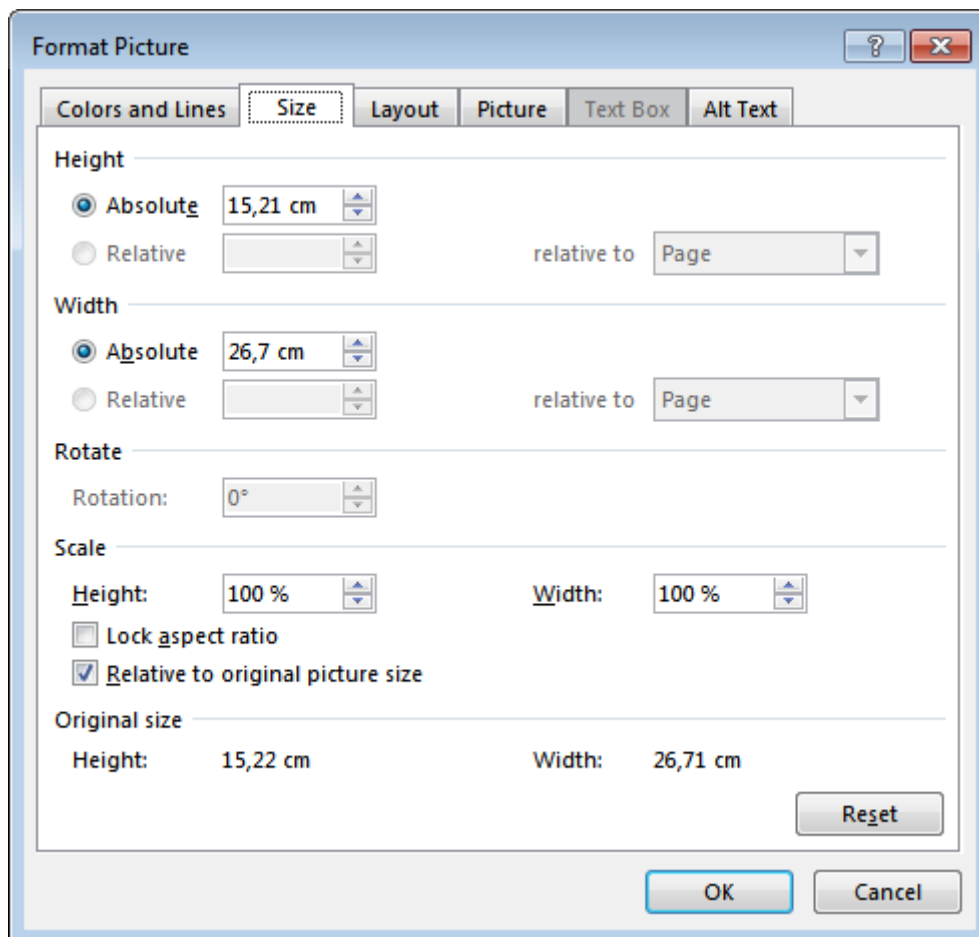 Format Picture
Colors and Lines Size Layout Picture Text Box Alt Text
Height
Absolute 15,21 cm
Relative relative to Page
Width
Absolute 26,7 cm
Relative relative to Page
Rotate
Rotation: 0°
Scale
Height: 100 % Width: 100 %
Lock aspect ratio
Relative to original picture size
Original size
Height: 15,22 cm Width: 26,71 cm
Reset
OK Cancel